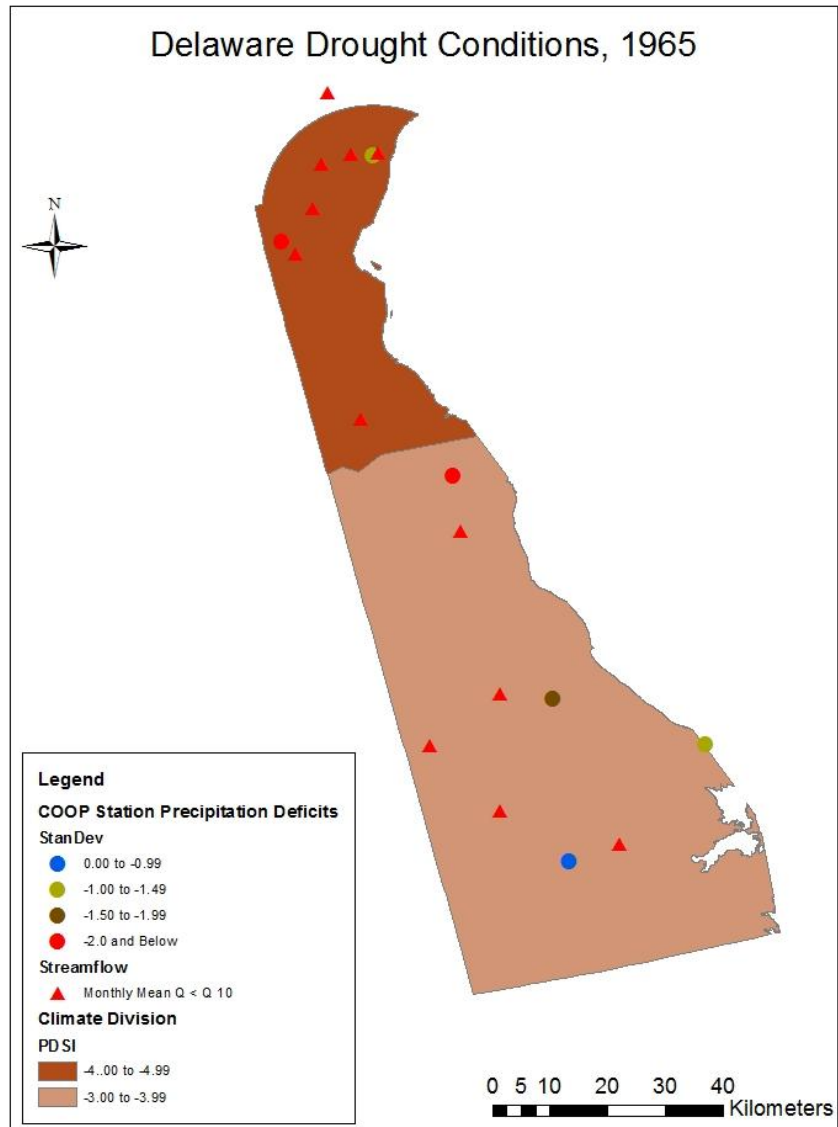 Delaware Drought Conditions, 1965
N
Legend
COOP Station Precipitation Deficits
StanDev
0.00 to -0.99
-1.00 to -1.49
-1.50 to -1.99
-2.0 and Below
Streamflow
Monthly Mean Q < Q 10
Climate Division
PDSI
-4..00 to -4.99
-3.00 to -3.99
0 5 10 20 30 40
Kilometers